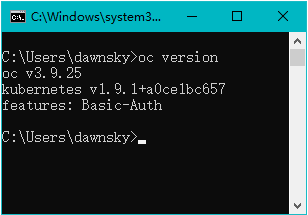 C:\Windows\system3...
C:\Users\dawnsky>oc version
oc v3.9.25
kubernetes v1.9.1+a0ce1bc657
features: Basic-Auth
C:\Users\dawnsky>